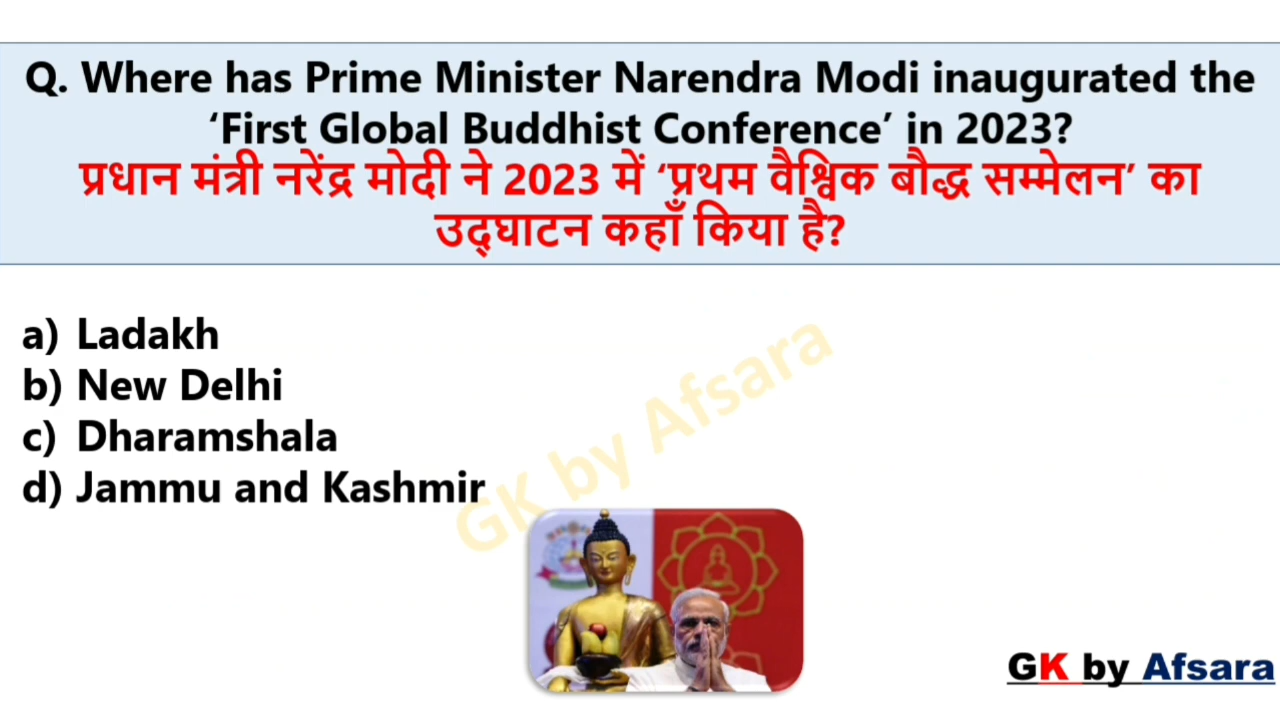 Q. Where has Prime Minister Narendra Modi inaugurated the
‘First Global Buddhist Conference’ in 2023?
प्रधान मंत्री नरेंद्र मोदी ने 2023 में ‘प्रथम वैश्विक बौद्ध सम्मेलन’ का
उद्घाटन कहाँ किया है?
a) Ladakh
b) New Delhi
c) Dharamshala
d) Jammu and Kashmir
GK by Afsara
GK by Afsara